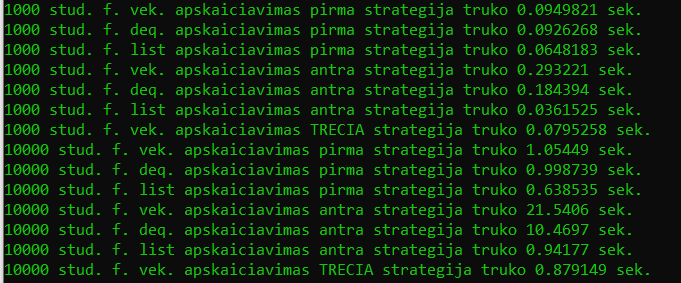 1000 stud. f. vek. apskaiciavimas pirma strategija truko 0.0949821 sek.
1000 stud. f. deq. apskaiciavimas pirma strategija truko 0.0926268 sek.
1000 stud. f. list apskaiciavimas pirma strategija truko 0.0648183 sek.
1000 stud. f. vek. apskaiciavimas antra strategija truko 0.293221 sek.
1000 stud. f. deq. apskaiciavimas antra strategija truko 0.184394 sek.
1000 stud. f. list apskaiciavimas antra strategija truko 0.0361525 sek.
1000 stud. f. vek. apskaiciavimas TRECIA strategija truko 0.0795258 sek.
10000 stud. f. vek. apskaiciavimas pirma strategija truko 1.05449 sek.
10000 stud. f. deq. apskaiciavimas pirma strategija truko 0.998739 sek.
10000 stud. f. list apskaiciavimas pirma strategija truko 0.638535 sek.
10000 stud. f. vek. apskaiciavimas antra strategija truko 21.5406 sek.
10000 stud. f. deq. apskaiciavimas antra strategija truko 10.4697 sek.
10000 stud. f. list apskaiciavimas antra strategija truko 0.94177 sek.
10000 stud. f. vek. apskaiciavimas TRECIA strategija truko 0.879149 sek.